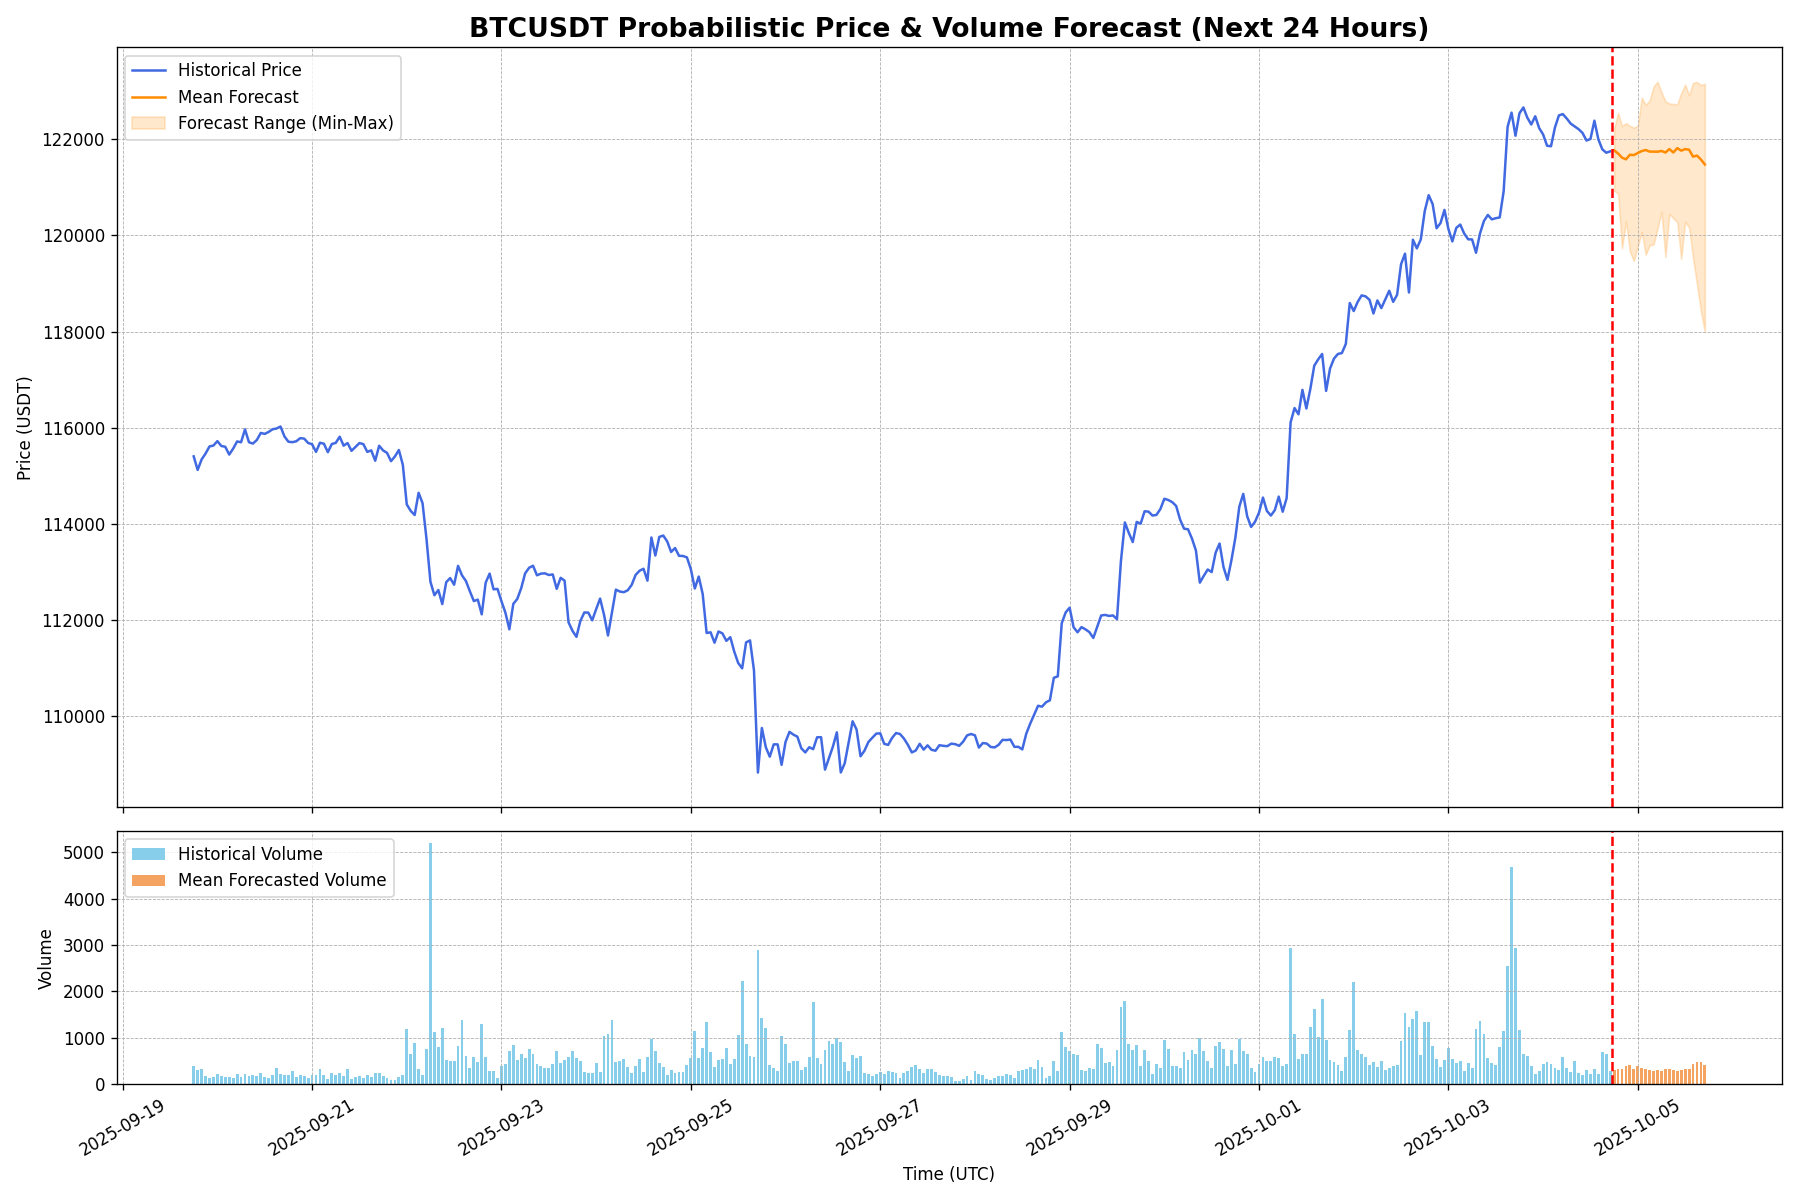 BTCUSDT Probabilistic Price & Volume Forecast (Next 24 Hours)
Historical Price
Mean Forecast
Forecast Range (Min-Max)
122000
120000
118000
116000
114000
112000
110000
Price (USDT)
Historical Volume
Mean Forecasted Volume
5000
4000
3000
2000
1000
0
Volume
2025-09-19
2025-09-21
2025-09-23
2025-09-25
2025-09-27
2025-09-29
2025-10-01
2025-10-03
2025-10-05
Time (UTC)